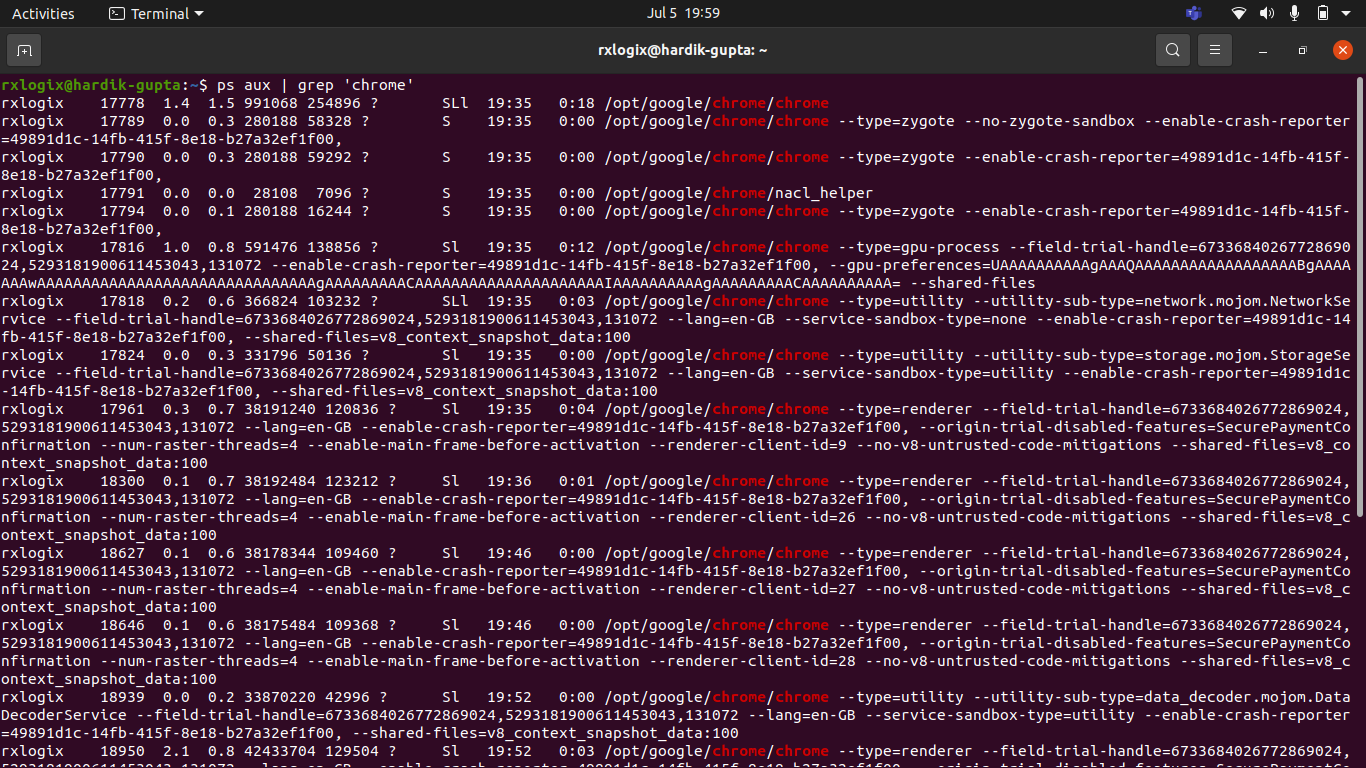 Activities
Terminal
Jul 5 19:59
rxlogix@hardik-gupta: ~
rxlogix@hardik-gupta:~$ ps aux | grep 'chrome'
rxlogix    17778  1.4  1.5 991068 254896 ?       SLl  19:35   0:18 /opt/google/chrome/chrome
rxlogix    17789  0.0  0.3 280188 58328 ?        S    19:35   0:00 /opt/google/chrome/chrome --type=zygote --no-zygote-sandbox --enable-crash-reporter
=49891d1c-14fb-415f-8e18-b27a32ef1f00,
rxlogix    17790  0.0  0.3 280188 59292 ?        S    19:35   0:00 /opt/google/chrome/chrome --type=zygote --enable-crash-reporter=49891d1c-14fb-415f-
8e18-b27a32ef1f00,
rxlogix    17791  0.0  0.0  28108  7096 ?        S    19:35   0:00 /opt/google/chrome/nacl_helper
rxlogix    17794  0.0  0.1 280188 16244 ?        S    19:35   0:00 /opt/google/chrome/chrome --type=zygote --enable-crash-reporter=49891d1c-14fb-415f-
8e18-b27a32ef1f00,
rxlogix    17816  1.0  0.8 591476 138856 ?       Sl   19:35   0:12 /opt/google/chrome/chrome --type=gpu-process --field-trial-handle=67336840267728690
24,5293181900611453043,131072 --enable-crash-reporter=49891d1c-14fb-415f-8e18-b27a32ef1f00, --gpu-preferences=UAAAAAAAAAAgAAAQAAAAAAAAAAAAAAAAAABgAAAA
AAAwAAAAAAAAAAAAAAAAAAAAAAAAAAAAAAAgAAAAAAAAACAAAAAAAAAAAAAAAAAAAAAAIAAAAAAAAAAgAAAAAAAAACAAAAAAAAAA= --shared-files
rxlogix    17818  0.2  0.6 366824 103232 ?       SLl  19:35   0:03 /opt/google/chrome/chrome --type=utility --utility-sub-type=network.mojom.NetworkSe
rvice --field-trial-handle=6733684026772869024,5293181900611453043,131072 --lang=en-GB --service-sandbox-type=none --enable-crash-reporter=49891d1c-14
fb-415f-8e18-b27a32ef1f00, --shared-files=v8_context_snapshot_data:100
rxlogix    17824  0.0  0.3 331796 50136 ?        Sl   19:35   0:00 /opt/google/chrome/chrome --type=utility --utility-sub-type=storage.mojom.StorageSe
rvice --field-trial-handle=6733684026772869024,5293181900611453043,131072 --lang=en-GB --service-sandbox-type=utility --enable-crash-reporter=49891d1c
-14fb-415f-8e18-b27a32ef1f00, --shared-files=v8_context_snapshot_data:100
rxlogix    17961  0.3  0.7 38191240 120836 ?     Sl   19:35   0:04 /opt/google/chrome/chrome --type=renderer --field-trial-handle=6733684026772869024,
5293181900611453043,131072 --lang=en-GB --enable-crash-reporter=49891d1c-14fb-415f-8e18-b27a32ef1f00, --origin-trial-disabled-features=SecurePaymentCo
nfirmation --num-raster-threads=4 --enable-main-frame-before-activation --renderer-client-id=9 --no-v8-untrusted-code-mitigations --shared-files=v8_co
ntext_snapshot_data:100
rxlogix    18300  0.1  0.7 38192484 123212 ?     Sl   19:36   0:01 /opt/google/chrome/chrome --type=renderer --field-trial-handle=6733684026772869024,
5293181900611453043,131072 --lang=en-GB --enable-crash-reporter=49891d1c-14fb-415f-8e18-b27a32ef1f00, --origin-trial-disabled-features=SecurePaymentCo
nfirmation --num-raster-threads=4 --enable-main-frame-before-activation --renderer-client-id=26 --no-v8-untrusted-code-mitigations --shared-files=v8_c
ontext_snapshot_data:100
rxlogix    18627  0.1  0.6 38178344 109460 ?     Sl   19:46   0:00 /opt/google/chrome/chrome --type=renderer --field-trial-handle=6733684026772869024,
5293181900611453043,131072 --lang=en-GB --enable-crash-reporter=49891d1c-14fb-415f-8e18-b27a32ef1f00, --origin-trial-disabled-features=SecurePaymentCo
nfirmation --num-raster-threads=4 --enable-main-frame-before-activation --renderer-client-id=27 --no-v8-untrusted-code-mitigations --shared-files=v8_c
ontext_snapshot_data:100
rxlogix    18646  0.1  0.6 38175484 109368 ?     Sl   19:46   0:00 /opt/google/chrome/chrome --type=renderer --field-trial-handle=6733684026772869024,
5293181900611453043,131072 --lang=en-GB --enable-crash-reporter=49891d1c-14fb-415f-8e18-b27a32ef1f00, --origin-trial-disabled-features=SecurePaymentCo
nfirmation --num-raster-threads=4 --enable-main-frame-before-activation --renderer-client-id=28 --no-v8-untrusted-code-mitigations --shared-files=v8_c
ontext_snapshot_data:100
rxlogix    18939  0.0  0.2 33870220 42996 ?      Sl   19:52   0:00 /opt/google/chrome/chrome --type=utility --utility-sub-type=data_decoder.mojom.Data
DecoderService --field-trial-handle=6733684026772869024,5293181900611453043,131072 --lang=en-GB --service-sandbox-type=utility --enable-crash-reporter
=49891d1c-14fb-415f-8e18-b27a32ef1f00, --shared-files=v8_context_snapshot_data:100
rxlogix    18950  2.1  0.8 42433704 129504 ?     Sl   19:52   0:03 /opt/google/chrome/chrome --type=renderer --field-trial-handle=6733684026772869024,